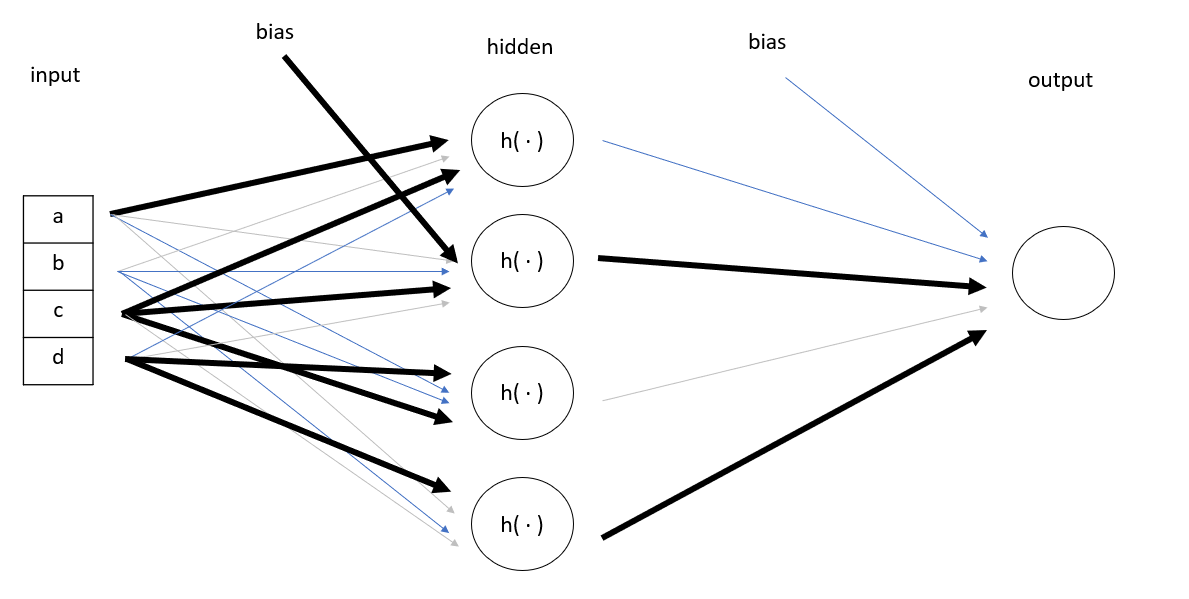 input
bias
hidden
bias
output
a
b
c
d
h( · )
h( · )
h( · )
h( · )